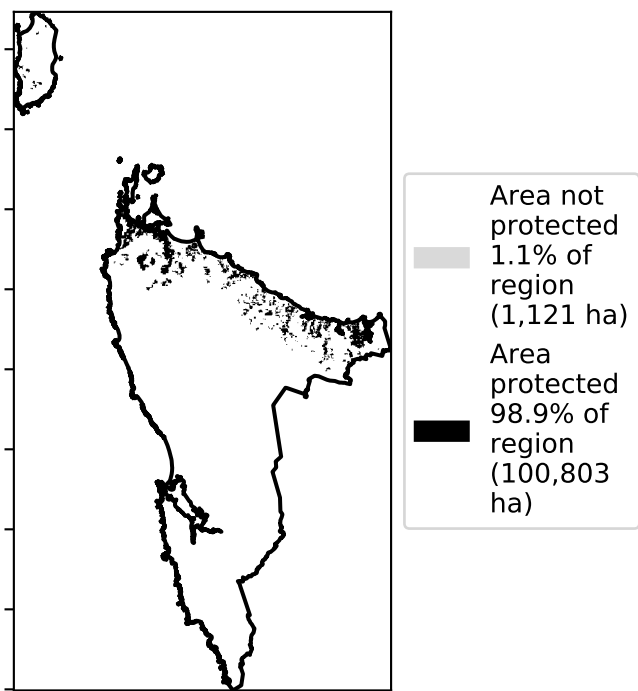 Area not
protected
1.1% of
region
(1,121 ha)
Area
protected
98.9% of
region
(100,803
ha)